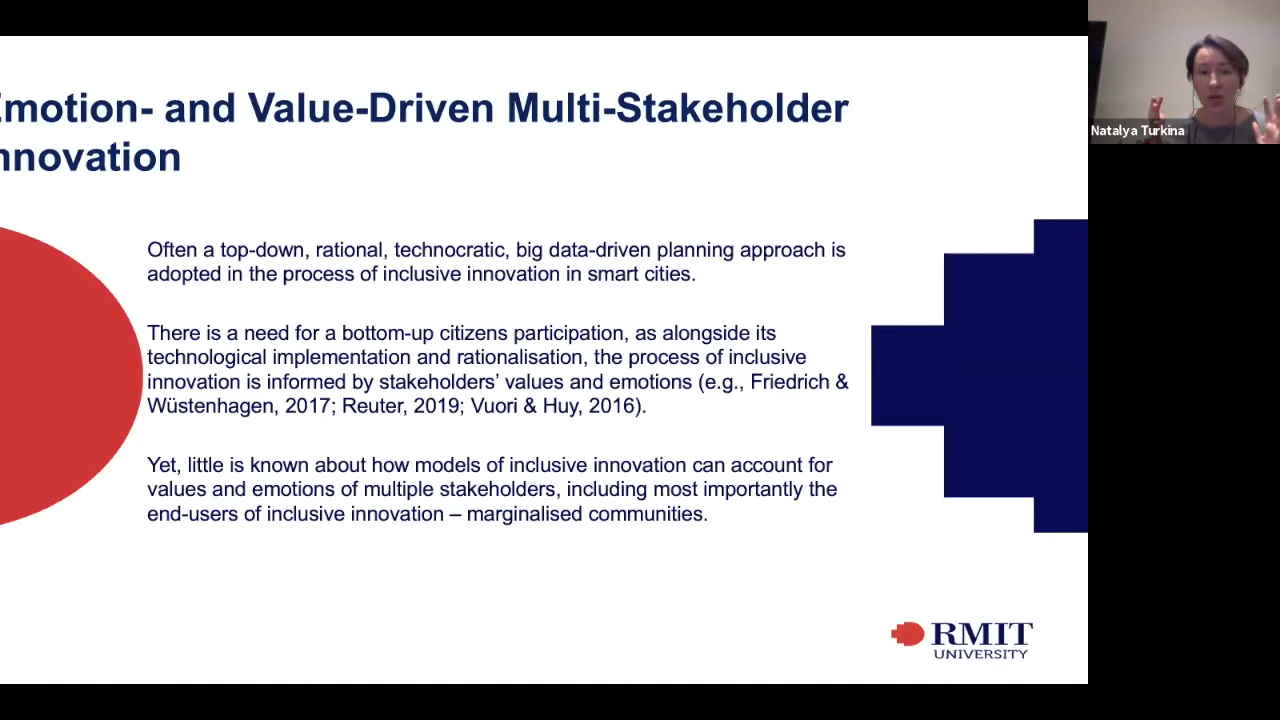 Emotion- and Value-Driven Multi-Stakeholder
Innovation
Often a top-down, rational, technocratic, big data-driven planning approach is
adopted in the process of inclusive innovation in smart cities.
There is a need for a bottom-up citizens participation, as alongside its
technological implementation and rationalisation, the process of inclusive
innovation is informed by stakeholders’ values and emotions (e.g., Friedrich &
Wüstenhagen, 2017; Reuter, 2019; Vuori & Huy, 2016).
Yet, little is known about how models of inclusive innovation can account for
values and emotions of multiple stakeholders, including most importantly the
end-users of inclusive innovation – marginalised communities.
RMIT
UNIVERSITY
Natalya Turkina